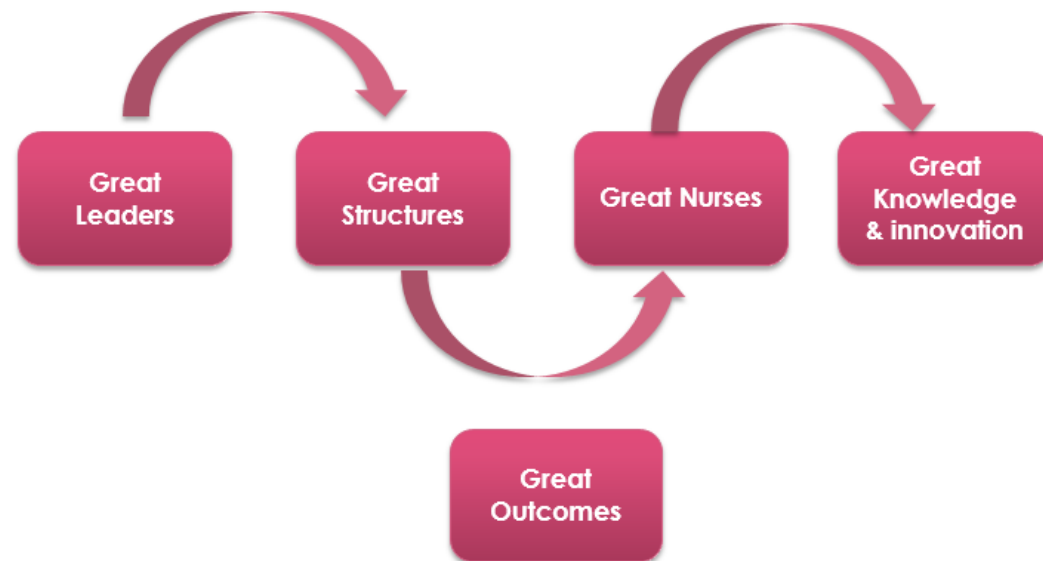 Great
Leaders
Great
Structures
Great Nurses
Great
Knowledge
& innovation
Great
Outcomes